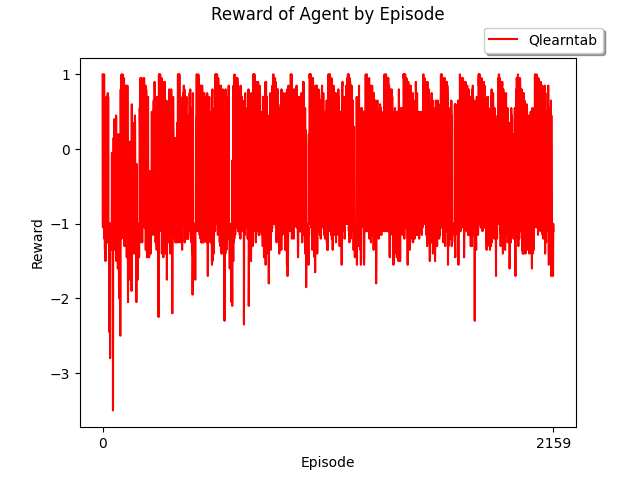 Reward of Agent by Episode
Qlearntab
1
0
−1
−2
−3
Reward
0
2159
Episode